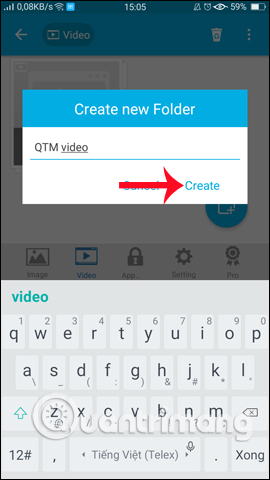 0,08KB/s 15:05 59%
Video
Create new Folder
QTM video
Cancel Create
Image Video App... Setting Pro
video
1 2 3 4 5 6 7 8 9 0
q w e r t y u i o p
a s d f g h j k l
\ _ : & # * (
z x c v b n m
Quantrimang
12# , Tiếng Việt (Telex) . Xong